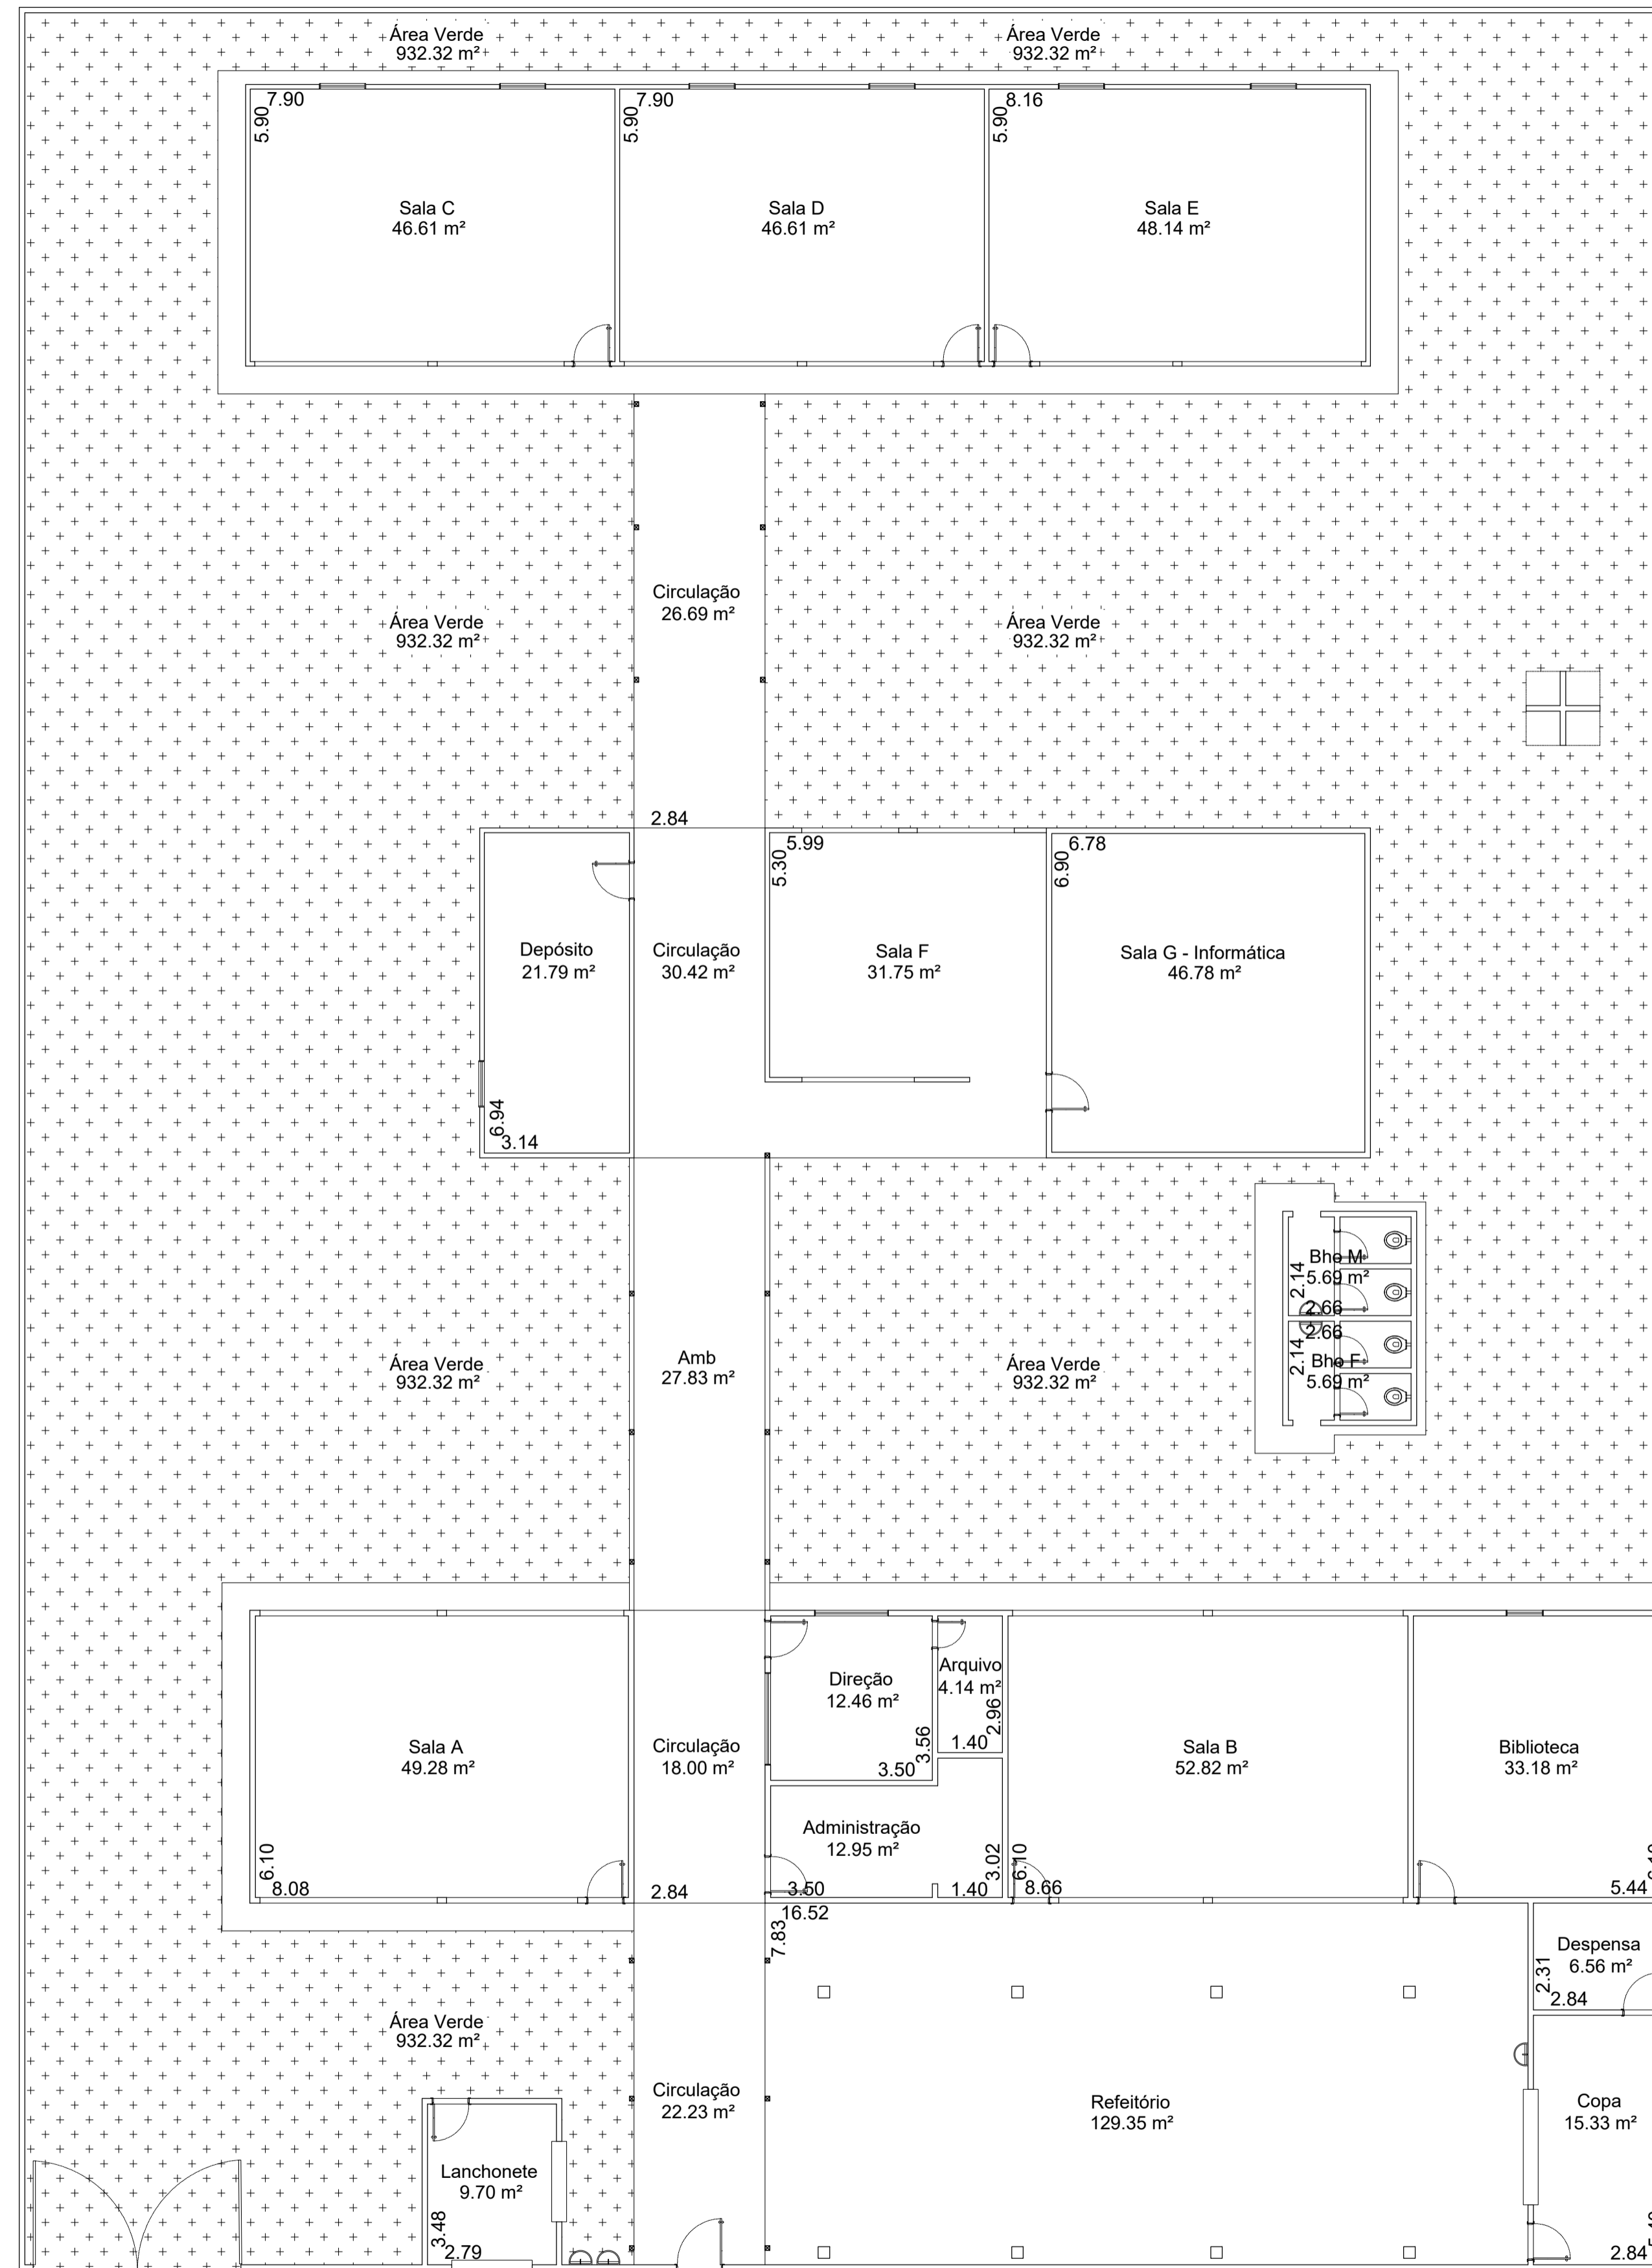 Área Verde
932.32 m²
Área Verde
932.32 m²
7.90
5.90
7.90
5.90
8.16
5.90
Sala C
46.61 m²
Sala D
46.61 m²
Sala E
48.14 m²
Circulação
26.69 m²
Área Verde
932.32 m²
Área Verde
932.32 m²
2.84
5.99
5.30
6.78
6.90
Depósito
21.79 m²
Circulação
30.42 m²
Sala F
31.75 m²
Sala G - Informática
46.78 m²
6.94
3.14
Bho M
5.69 m²
2.14
2.66
2.66
2.14
Bho F
5.69 m²
Amb
27.83 m²
Área Verde
932.32 m²
Área Verde
932.32 m²
Direção
12.46 m²
Arquivo
4.14 m²
2.96
1.40
3.56
3.50
Sala A
49.28 m²
Circulação
18.00 m²
Sala B
52.82 m²
Biblioteca
33.18 m²
Administração
12.95 m²
6.10
8.08
2.84
3.50
3.02
1.40
6.10
8.66
5.44
16.52
7.83
Despensa
6.56 m²
2.31
2.84
Área Verde
932.32 m²
Circulação
22.23 m²
Refeitório
129.35 m²
Copa
15.33 m²
Lanchonete
9.70 m²
3.48
2.79
2.84